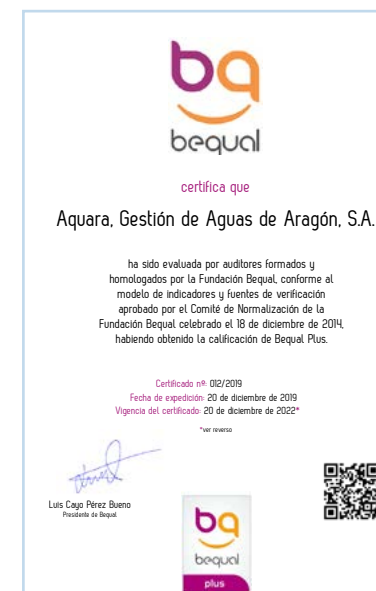 bq
bequal
certifica que
Aquara, Gestión de Aguas de Aragón, S.A.
ha sido evaluada por auditores formados y
homologados por la Fundación Bequal, conforme al
modelo de indicadores y fuentes de verificación
aprobado por el Comité de Normalización de la
Fundación Bequal celebrado el 18 de diciembre de 2014,
habiendo obtenido la calificación de Bequal Plus.
Certificado nº: 012/2019
Fecha de expedición: 20 de diciembre de 2019
Vigencia del certificado: 20 de diciembre de 2022*
*ver reverso
Luis Cayo Pérez Bueno
Presidente de Bequal
bq
bequal
plus